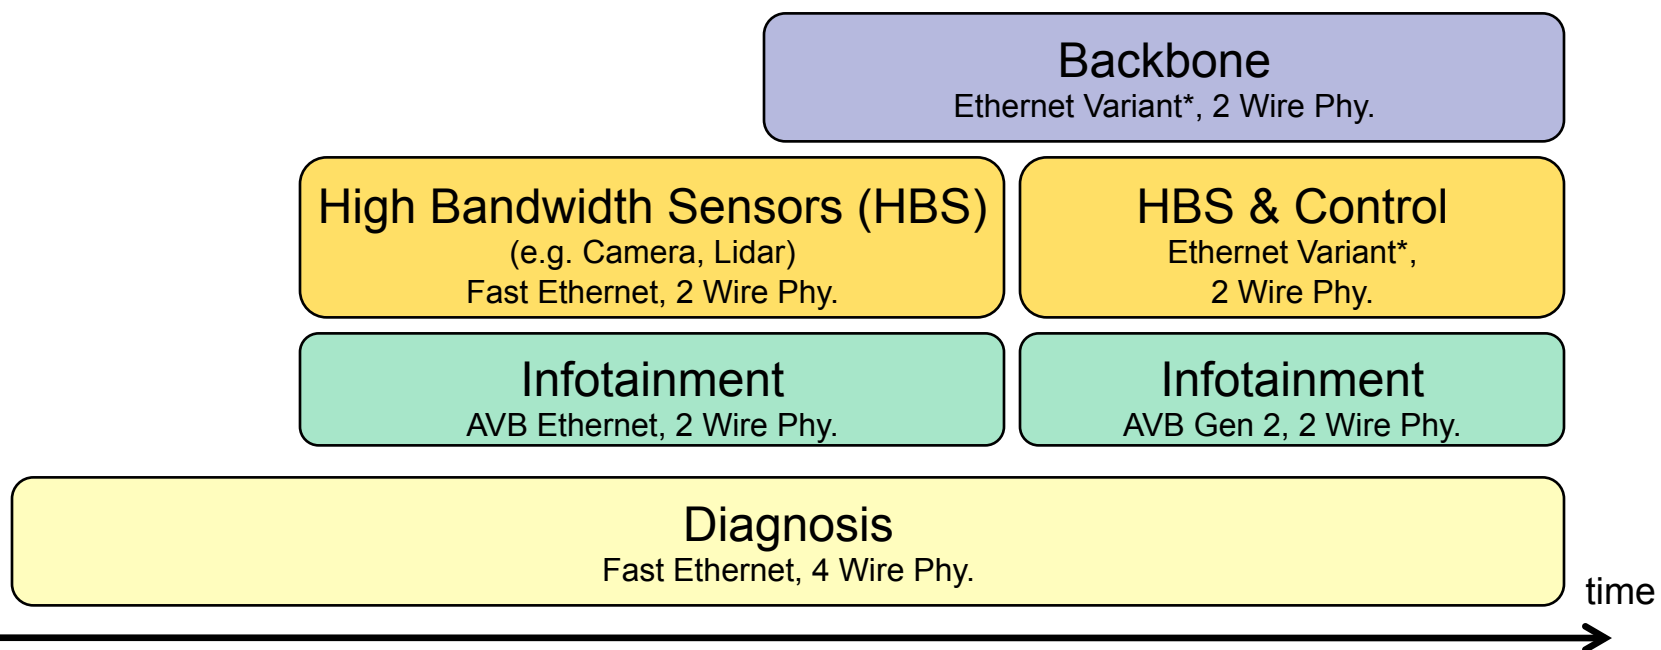 Backbone
Ethernet Variant*, 2 Wire Phy.
High Bandwidth Sensors (HBS)
(e.g. Camera, Lidar)
Fast Ethernet, 2 Wire Phy.
HBS & Control
Ethernet Variant*,
2 Wire Phy.
Infotainment
AVB Ethernet, 2 Wire Phy.
Infotainment
AVB Gen 2, 2 Wire Phy.
Diagnosis
Fast Ethernet, 4 Wire Phy.
time